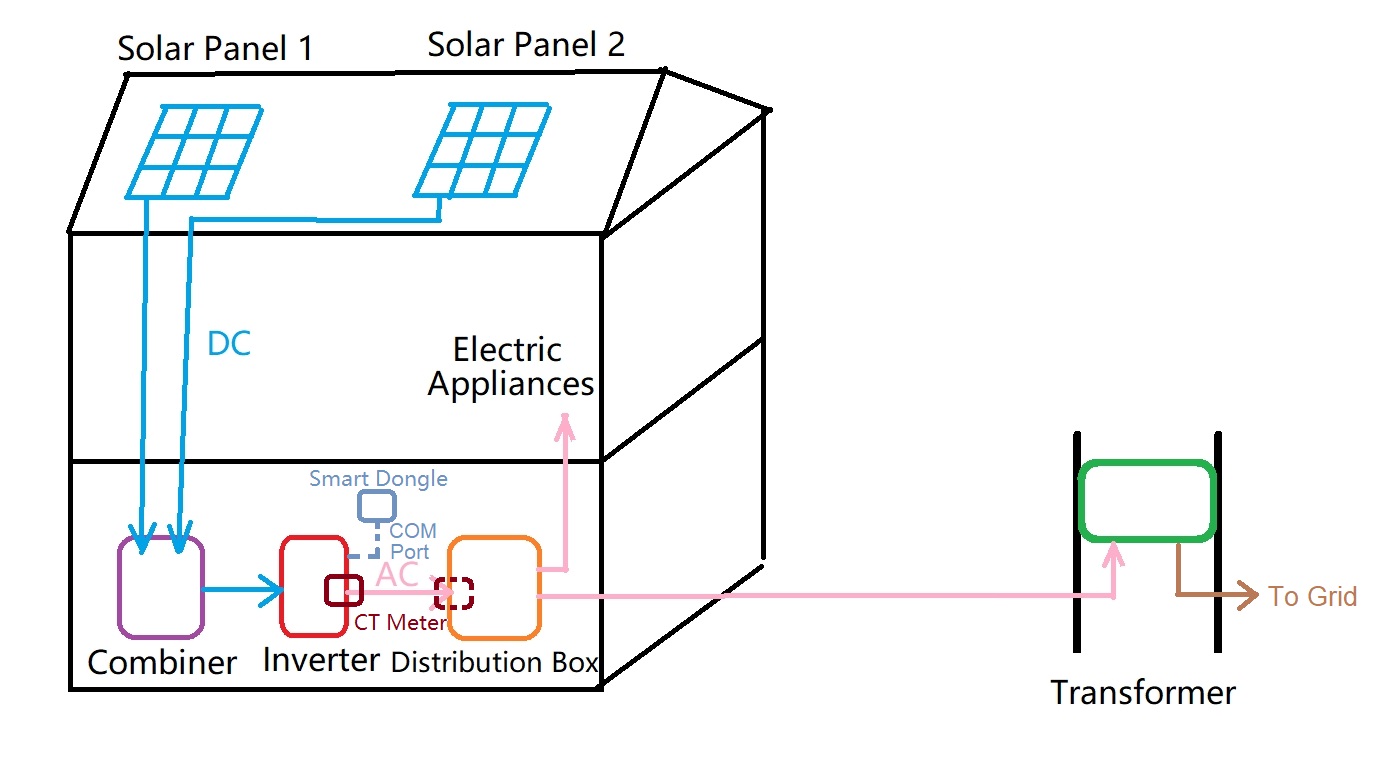 Solar Panel 1
Solar Panel 2
DC
Electric
Appliances
Smart Dongle
COM
Port
AC
CT Meter
Combiner
Inverter
Distribution Box
To Grid
Transformer